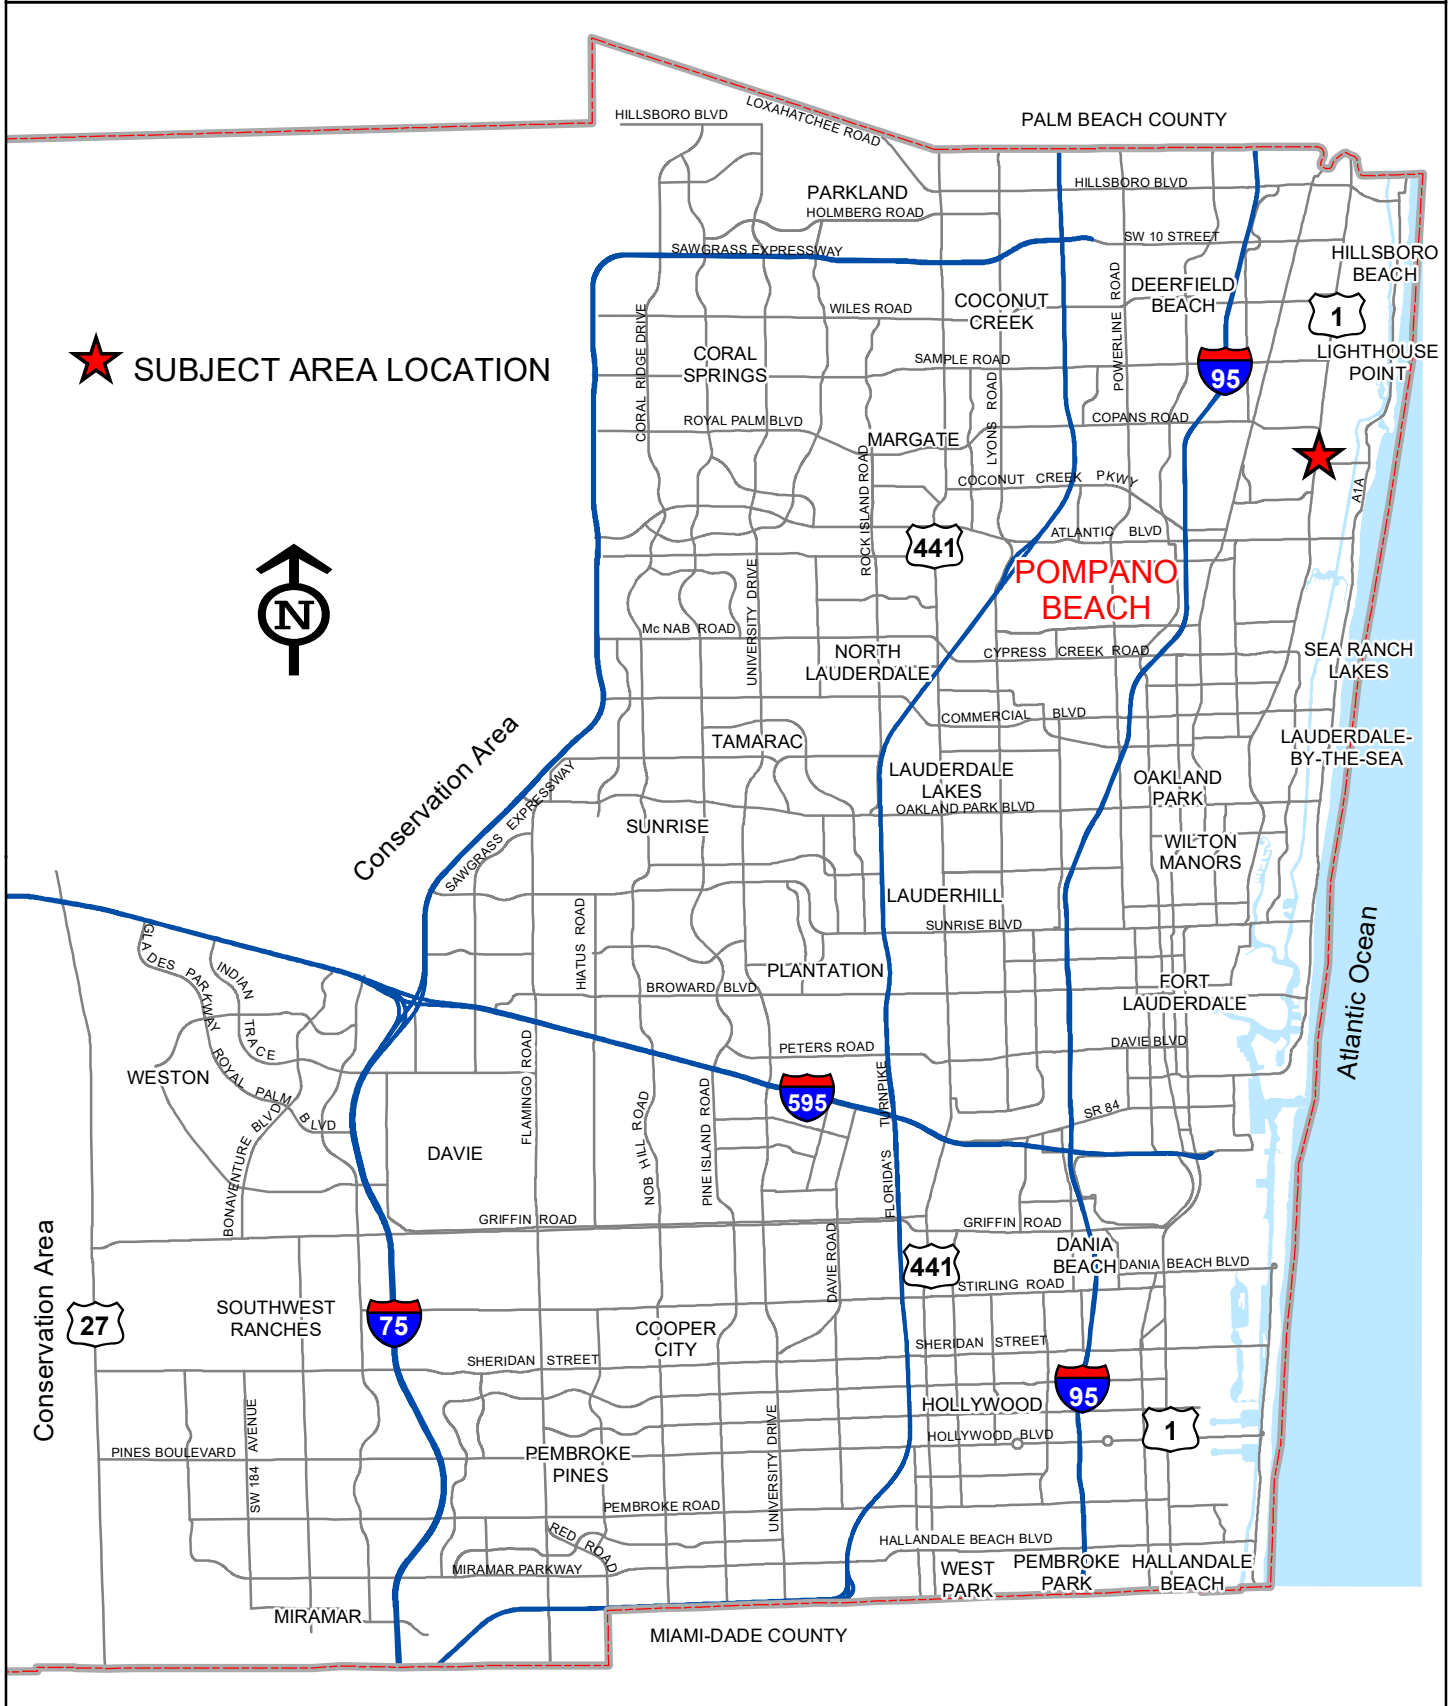 HILLSBORO BLVD
LOXAHATCHEE ROAD
PALM BEACH COUNTY
PARKLAND
HOLMBERG ROAD
HILLSBORO BLVD
SAWGRASS EXPRESSWAY
SW 10 STREET
HILLSBORO
BEACH
DEERFIELD
BEACH
COCONUT
CREEK
POWERLINE ROAD
WILES ROAD
1
CORAL RIDGE DRIVE
SUBJECT AREA LOCATION
CORAL
SPRINGS
SAMPLE ROAD
LIGHTHOUSE
POINT
95
LYONS ROAD
ROYAL PALM BLVD
COPANS ROAD
MARGATE
ROCK ISLAND ROAD
COCONUT CREEK PKWY
A1A
441
ATLANTIC BLVD
POMPANO
BEACH
N
UNIVERSITY DRIVE
Mc NAB ROAD
NORTH
LAUDERDALE
CYPRESS CREEK ROAD
SEA RANCH
LAKES
COMMERCIAL BLVD
TAMARAC
LAUDERDALE-
BY-THE-SEA
Conservation Area
SAWGRASS EXPRESSWAY
LAUDERDALE
LAKES
OAKLAND
PARK
OAKLAND PARK BLVD
SUNRISE
WILTON
MANORS
LAUDERHILL
SUNRISE BLVD
HIATUS ROAD
GLADES PARKWAY
INDIAN TRACE
PLANTATION
BROWARD BLVD
FORT
LAUDERDALE
Atlantic Ocean
PETERS ROAD
DAVIE BLVD
WESTON
ROYAL PALM BLVD
FLAMINGO ROAD
595
FLORIDA'S TURNPIKE
SR 84
BONAVENTURE BLVD
DAVIE
NOB HILL ROAD
PINE ISLAND ROAD
GRIFFIN ROAD
GRIFFIN ROAD
DAVIE ROAD
DANIA
BEACH
DANIA BEACH BLVD
441
STIRLING ROAD
Conservation Area
27
SOUTHWEST
RANCHES
75
COOPER
CITY
SHERIDAN STREET
SHERIDAN STREET
95
HOLLYWOOD
1
HOLLYWOOD BLVD
SW 184 AVENUE
PINES BOULEVARD
PEMBROKE
PINES
UNIVERSITY DRIVE
PEMBROKE ROAD
RED ROAD
HALLANDALE BEACH BLVD
MIRAMAR PARKWAY
WEST
PARK
PEMBROKE
PARK
HALLANDALE
BEACH
MIRAMAR
MIAMI-DADE COUNTY